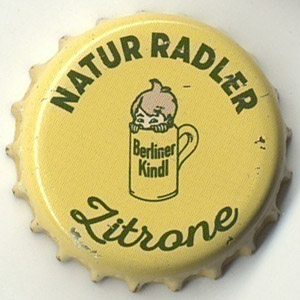 NATUR RADLER
Berliner
Kindl
Zitrone